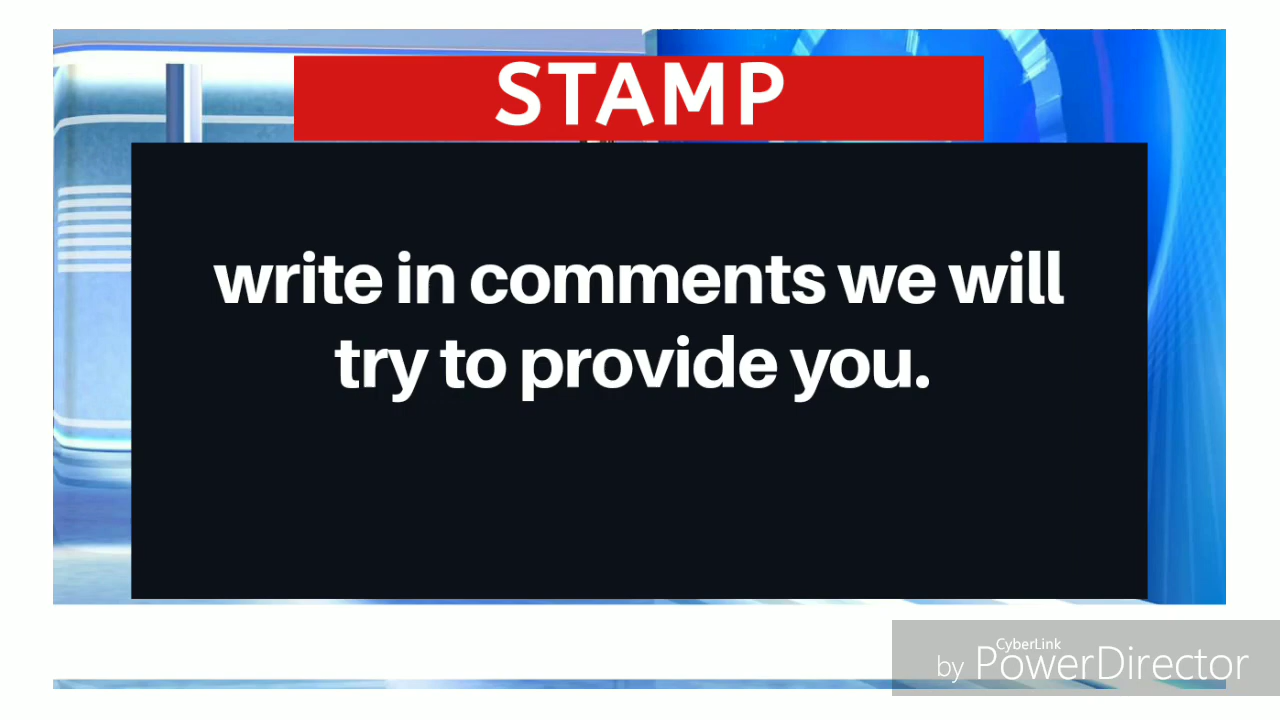 STAMP
write in comments we will
try to provide you.
CyberLink
by PowerDirector